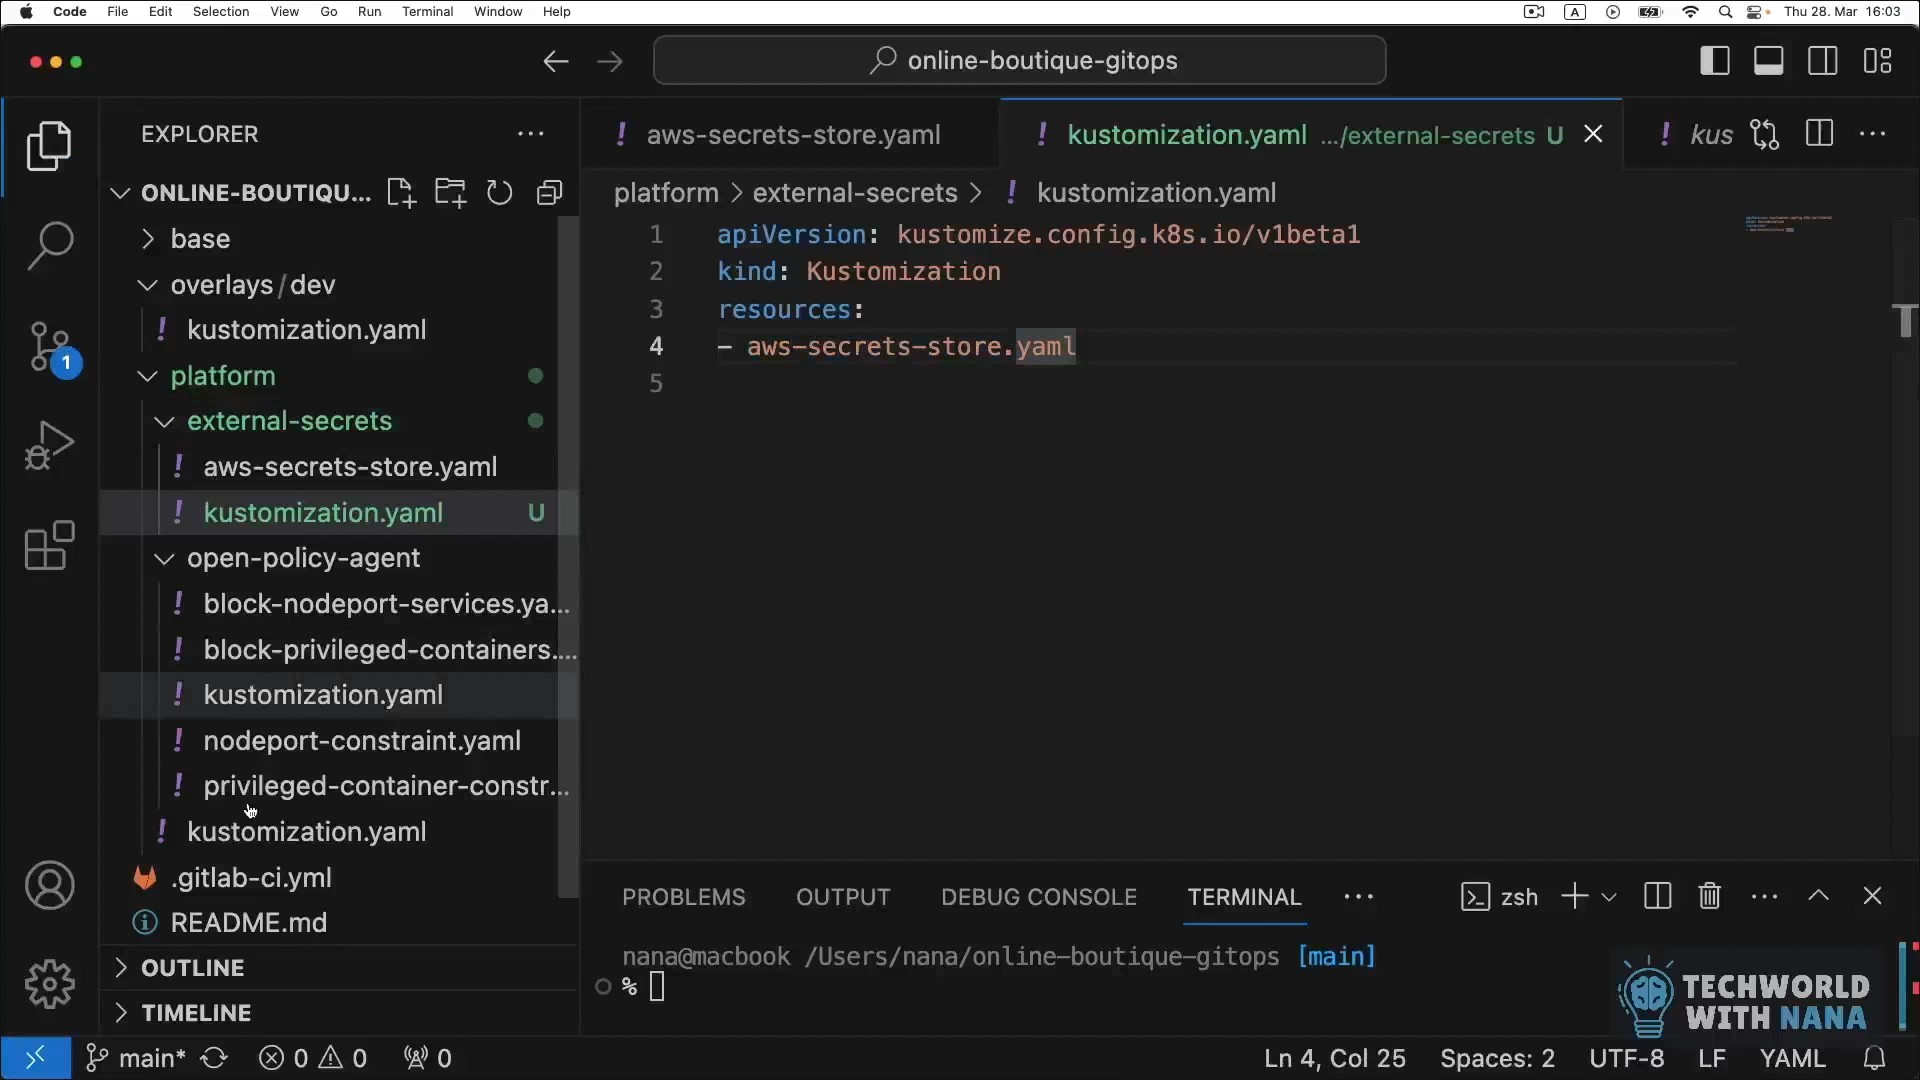 Code File Edit Selection View Go Run Terminal Window Help
A
Thu 28. Mar 16:03
online-boutique-gitops
EXPLORER
ONLINE-BOUTIQU...
base
overlays/dev
kustomization.yaml
platform
external-secrets
aws-secrets-store.yaml
kustomization.yaml U
open-policy-agent
block-nodeport-services.ya...
block-privileged-containers....
kustomization.yaml
nodeport-constraint.yaml
privileged-container-constr...
kustomization.yaml
.gitlab-ci.yml
README.md
OUTLINE
TIMELINE
1
! aws-secrets-store.yaml
! kustomization.yaml .../external-secrets U
! kus
platform > external-secrets > ! kustomization.yaml
1 apiVersion: kustomize.config.k8s.io/v1beta1
2 kind: Kustomization
3 resources:
4 - aws-secrets-store.yaml
5
PROBLEMS OUTPUT DEBUG CONSOLE TERMINAL ... zsh
nana@macbook /Users/nana/online-boutique-gitops [main]
%
TECHWORLD
WITH NANA
main* 0 0 0
Ln 4, Col 25 Spaces: 2 UTF-8 LF YAML